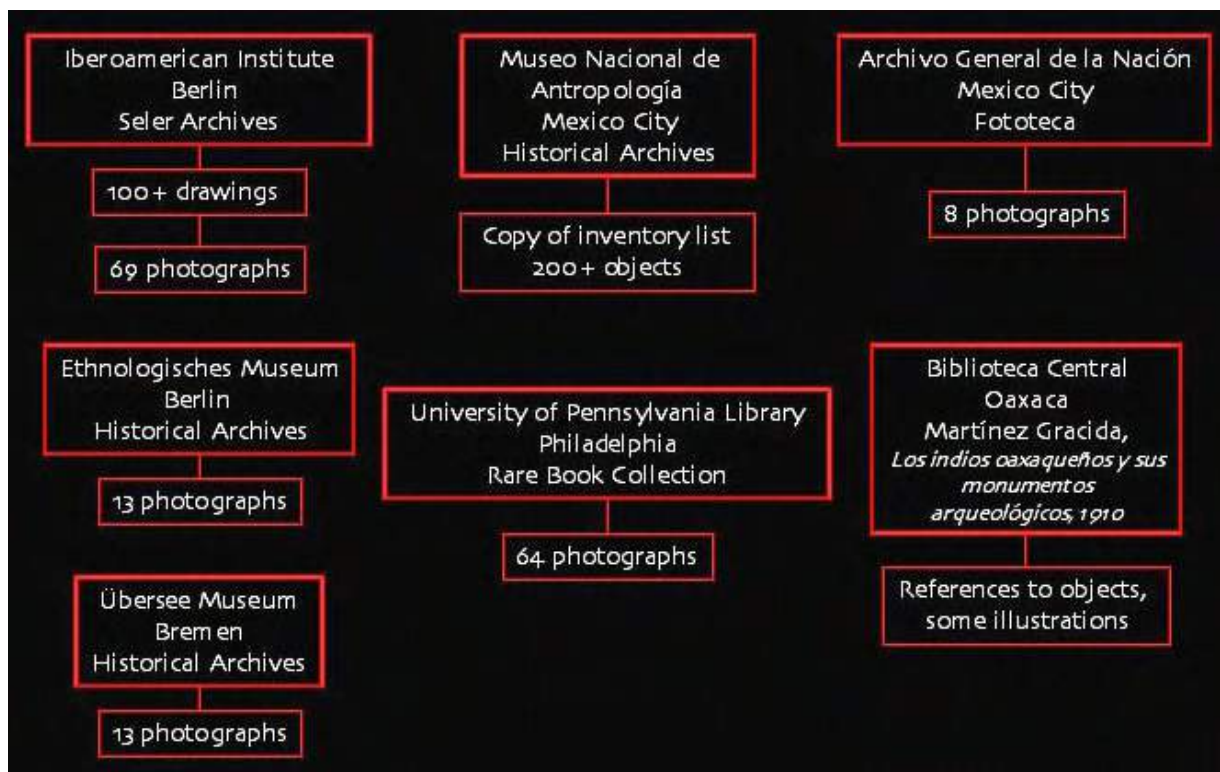 Iberoamerican Institute
Berlin
Seler Archives
100+ drawings
69 photographs
Museo Nacional de
Antropología
Mexico City
Historical Archives
Copy of inventory list
200+ objects
Archivo General de la Nación
Mexico City
Fototeca
8 photographs
Ethnologisches Museum
Berlin
Historical Archives
13 photographs
University of Pennsylvania Library
Philadelphia
Rare Book Collection
64 photographs
Biblioteca Central
Oaxaca
Martínez Gracida,
Los indios oaxaqueños y sus
monumentos
arqueológicos, 1910
References to objects,
some illustrations
Übersee Museum
Bremen
Historical Archives
13 photographs